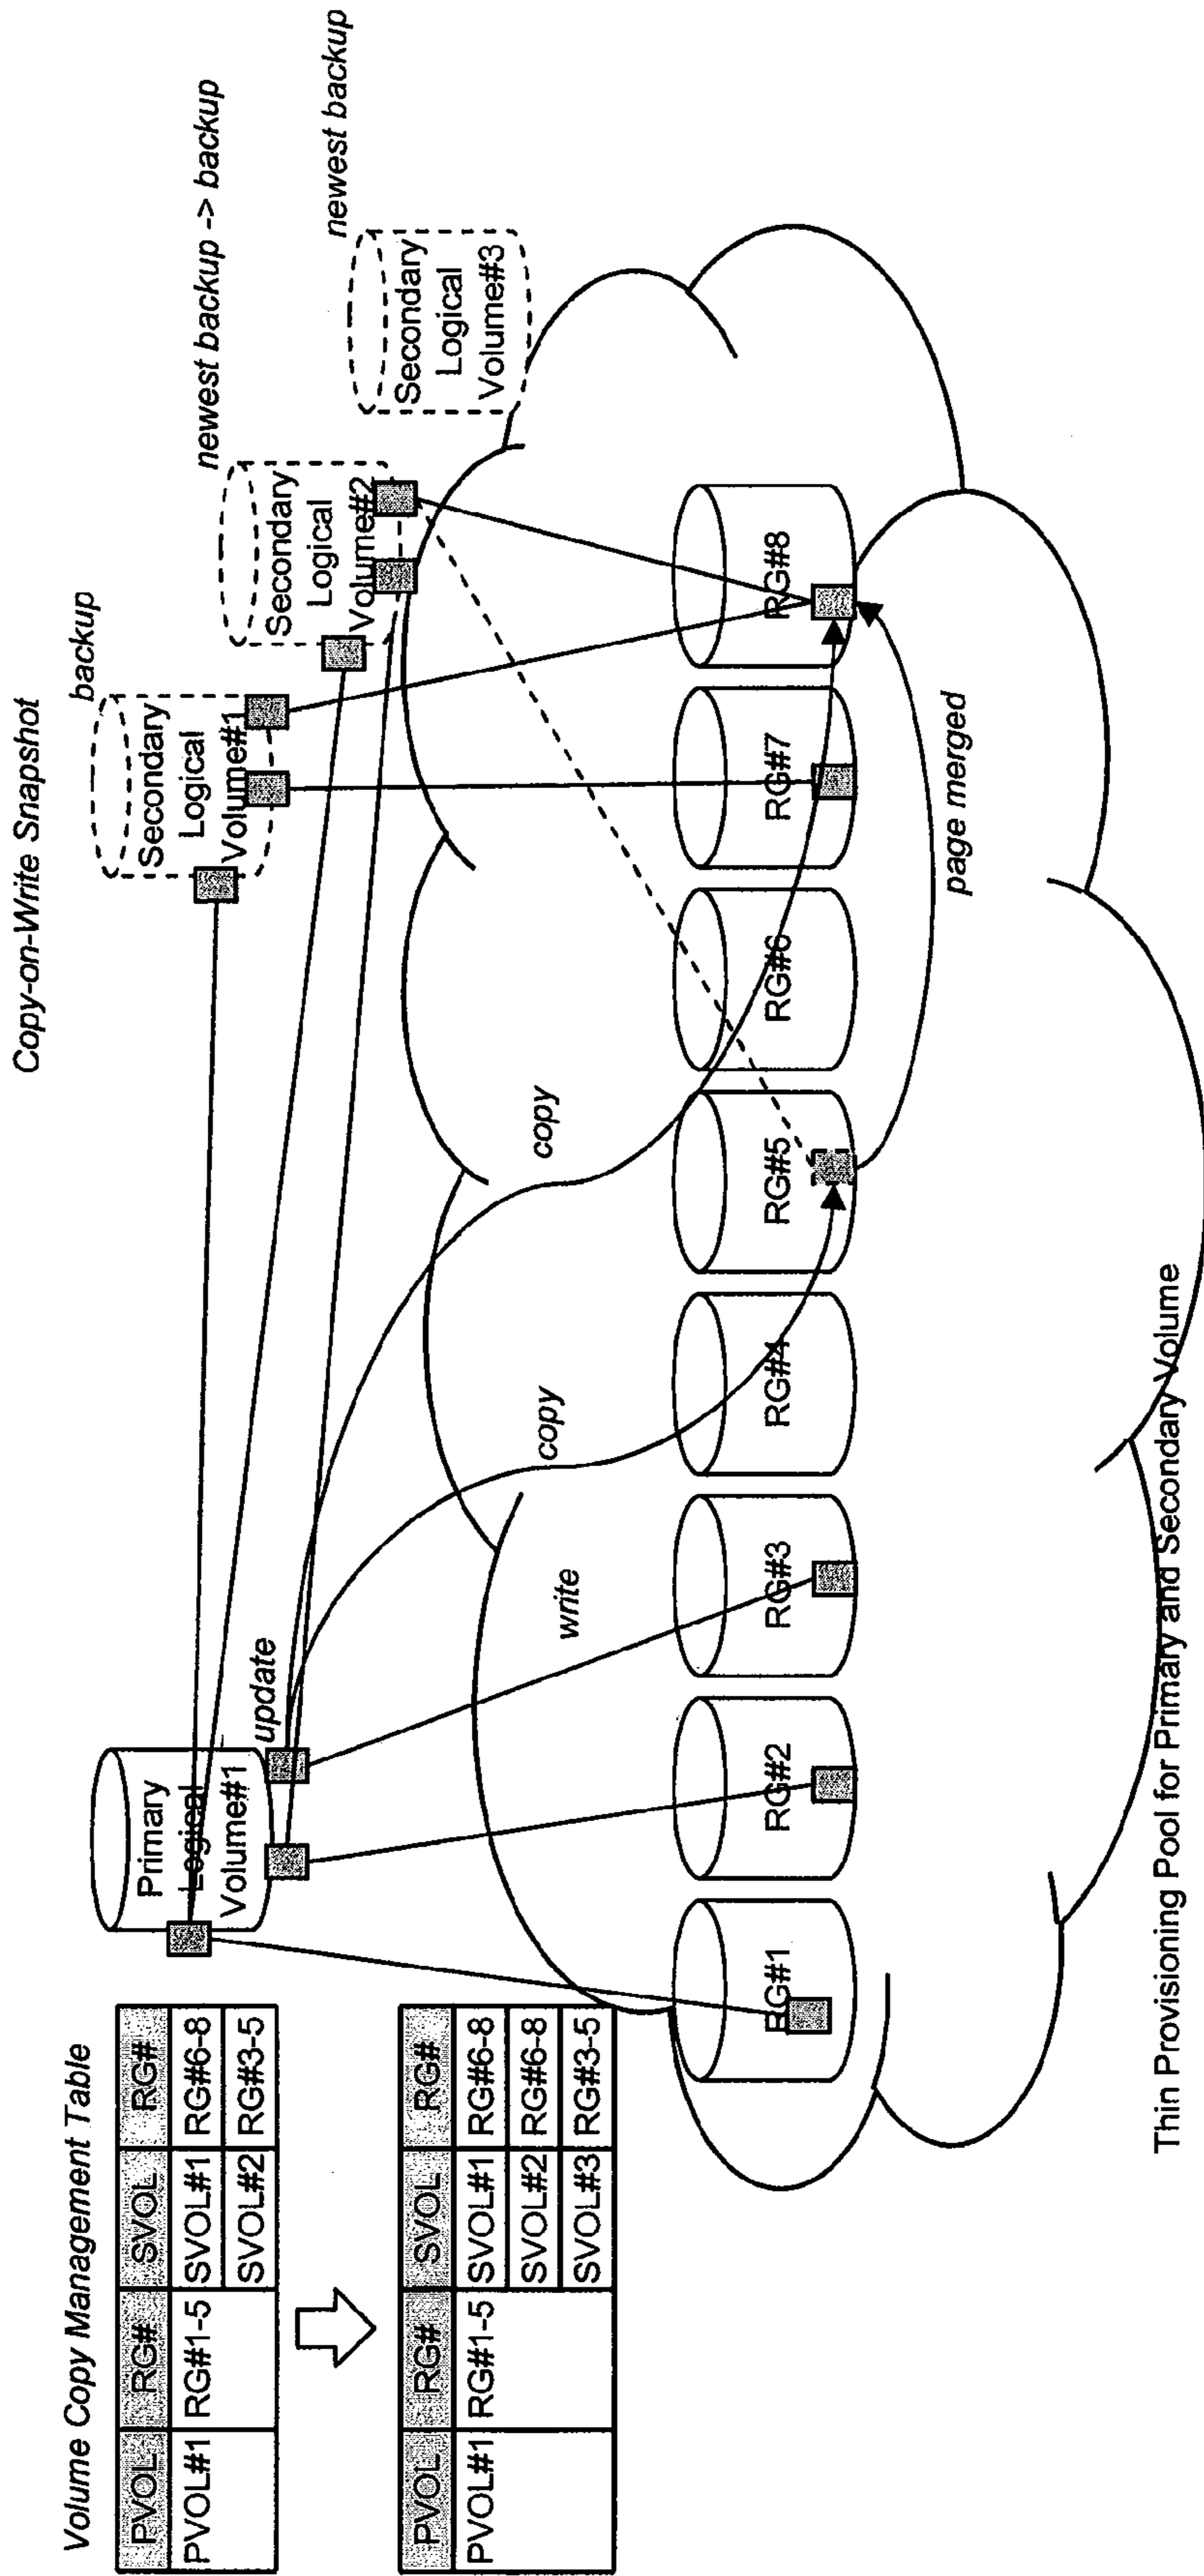 Copy-on-Write Snapshot
Volume Copy Management Table
PVOL RG# SVOL RG#
PVOL#1 RG#1-5 SVOL#1 RG#6-8
SVOL#2 RG#3-5
PVOL RG# SVOL RG#
PVOL#1 RG#1-5 SVOL#1 RG#6-8
SVOL#2 RG#6-8
SVOL#3 RG#3-5
Primary
Logical
Volume#1
update
backup
Secondary
Logical
Volume#1
newest backup -> backup
Secondary
Logical
Volume#2
newest backup
Secondary
Logical
Volume#3
write
copy
copy
RG#1
RG#2
RG#3
RG#4
RG#5
RG#6
RG#7
RG#8
page merged
Thin Provisioning Pool for Primary and Secondary Volume